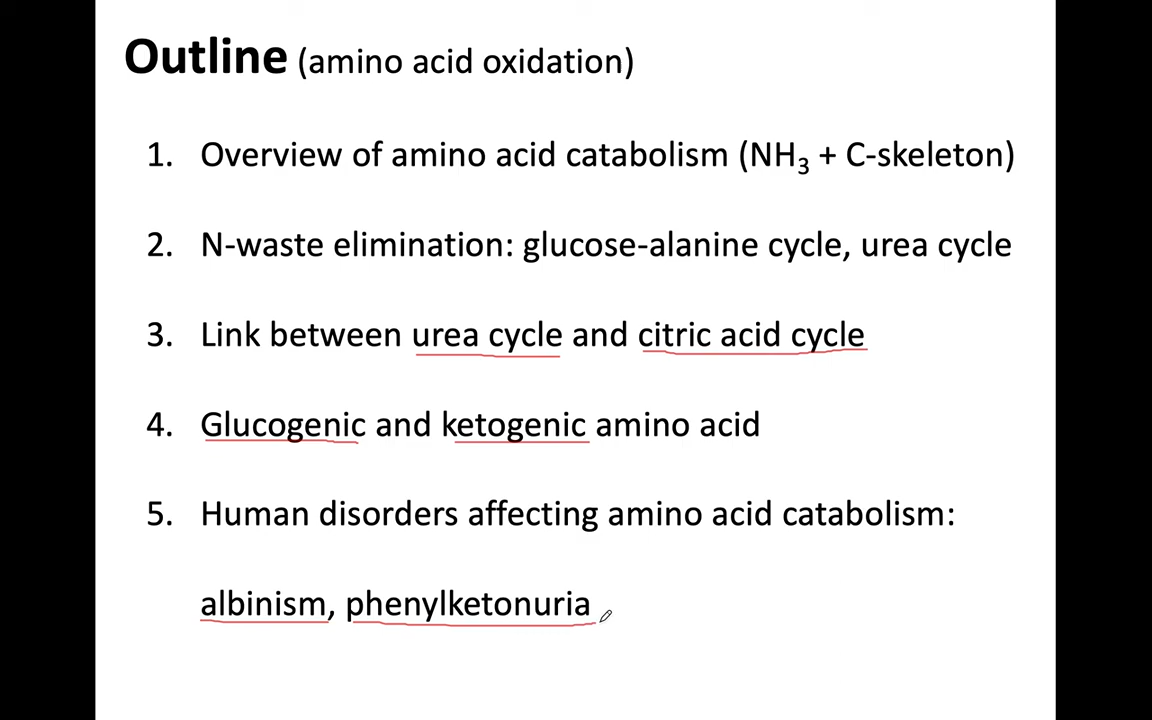 Outline (amino acid oxidation)
1. Overview of amino acid catabolism (NH₃ + C-skeleton)
2. N-waste elimination: glucose-alanine cycle, urea cycle
3. Link between urea cycle and citric acid cycle
4. Glucogenic and ketogenic amino acid
5. Human disorders affecting amino acid catabolism:
albinism, phenylketonuria